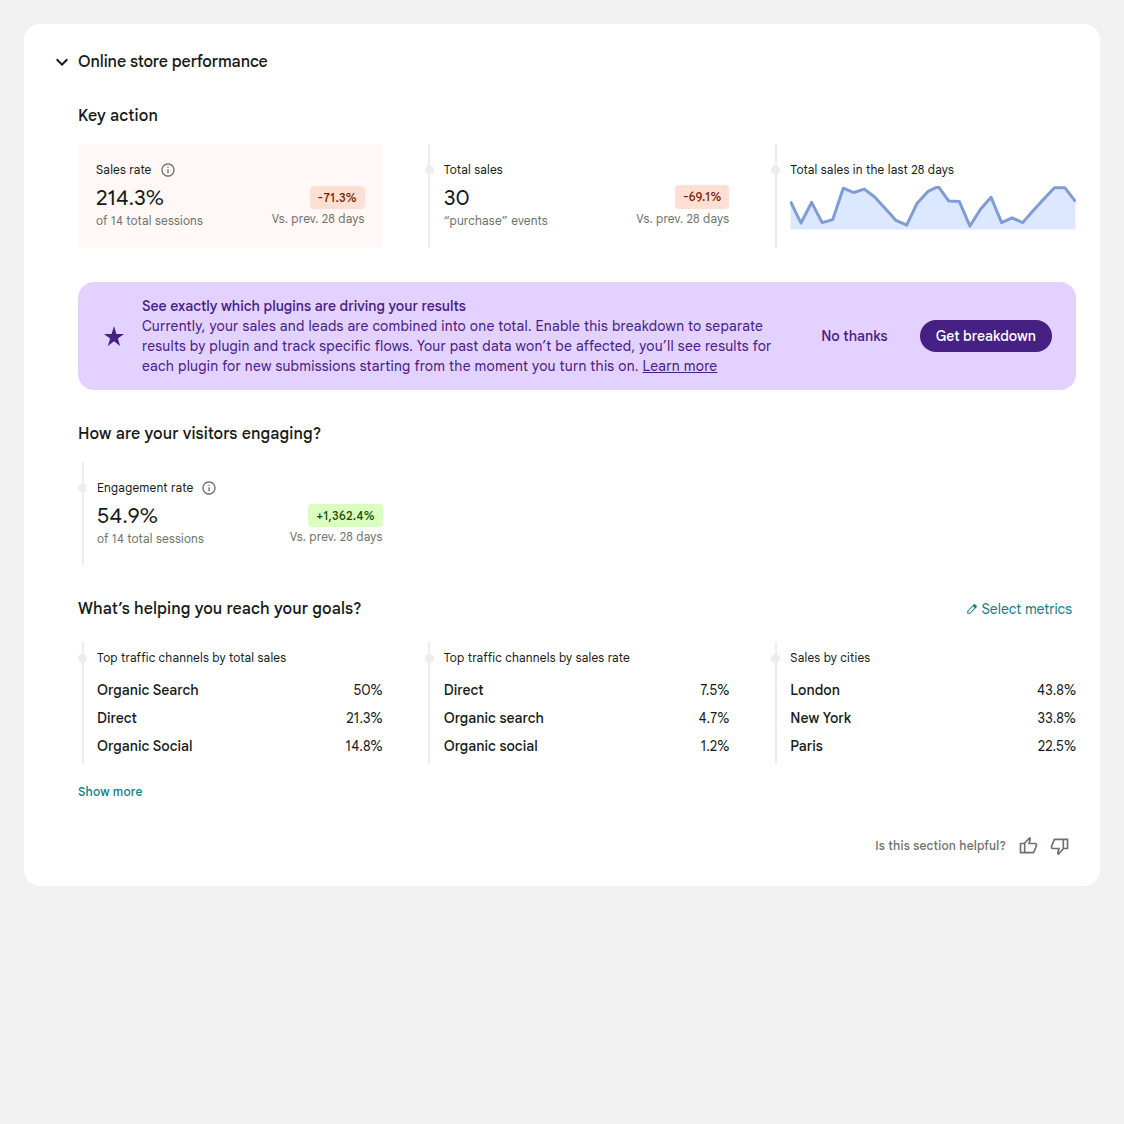 Online store performance
Key action
Sales rate
214.3%
-71.3%
of 14 total sessions
Vs. prev. 28 days
Total sales
30
-69.1%
“purchase” events
Vs. prev. 28 days
Total sales in the last 28 days
See exactly which plugins are driving your results
Currently, your sales and leads are combined into one total. Enable this breakdown to separate
results by plugin and track specific flows. Your past data won’t be affected, you’ll see results for
each plugin for new submissions starting from the moment you turn this on. Learn more
No thanks
Get breakdown
How are your visitors engaging?
Engagement rate
54.9%
+1,362.4%
of 14 total sessions
Vs. prev. 28 days
What’s helping you reach your goals?
Select metrics
Top traffic channels by total sales
Organic Search 50%
Direct 21.3%
Organic Social 14.8%
Top traffic channels by sales rate
Direct 7.5%
Organic search 4.7%
Organic social 1.2%
Sales by cities
London 43.8%
New York 33.8%
Paris 22.5%
Show more
Is this section helpful?